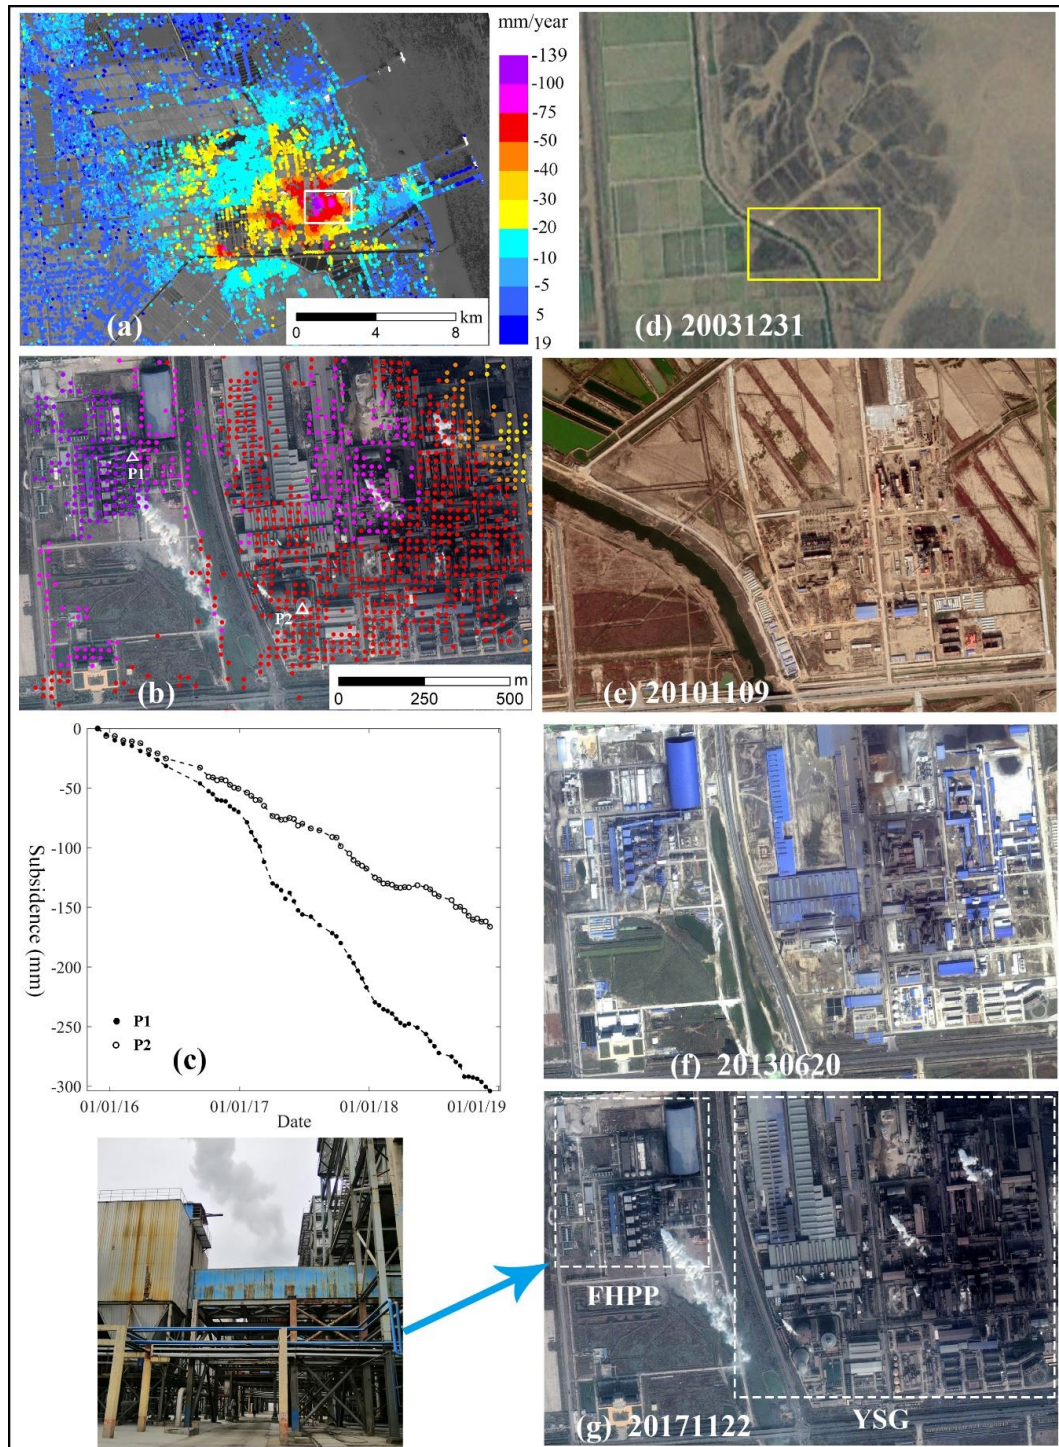 mm/year
-139
-100
-75
-50
-40
-30
-20
-10
-5
5
19
(a)
km
0 4 8
(d) 20031231
P1
P2
(b)
m
0 250 500
(e) 20101109
0
-50
-100
-150
-200
-250
-300
Subsidence (mm)
P1
P2
(c)
01/01/16 01/01/17 01/01/18 01/01/19
Date
(f) 20130620
FHPP
(g) 20171122
YSG